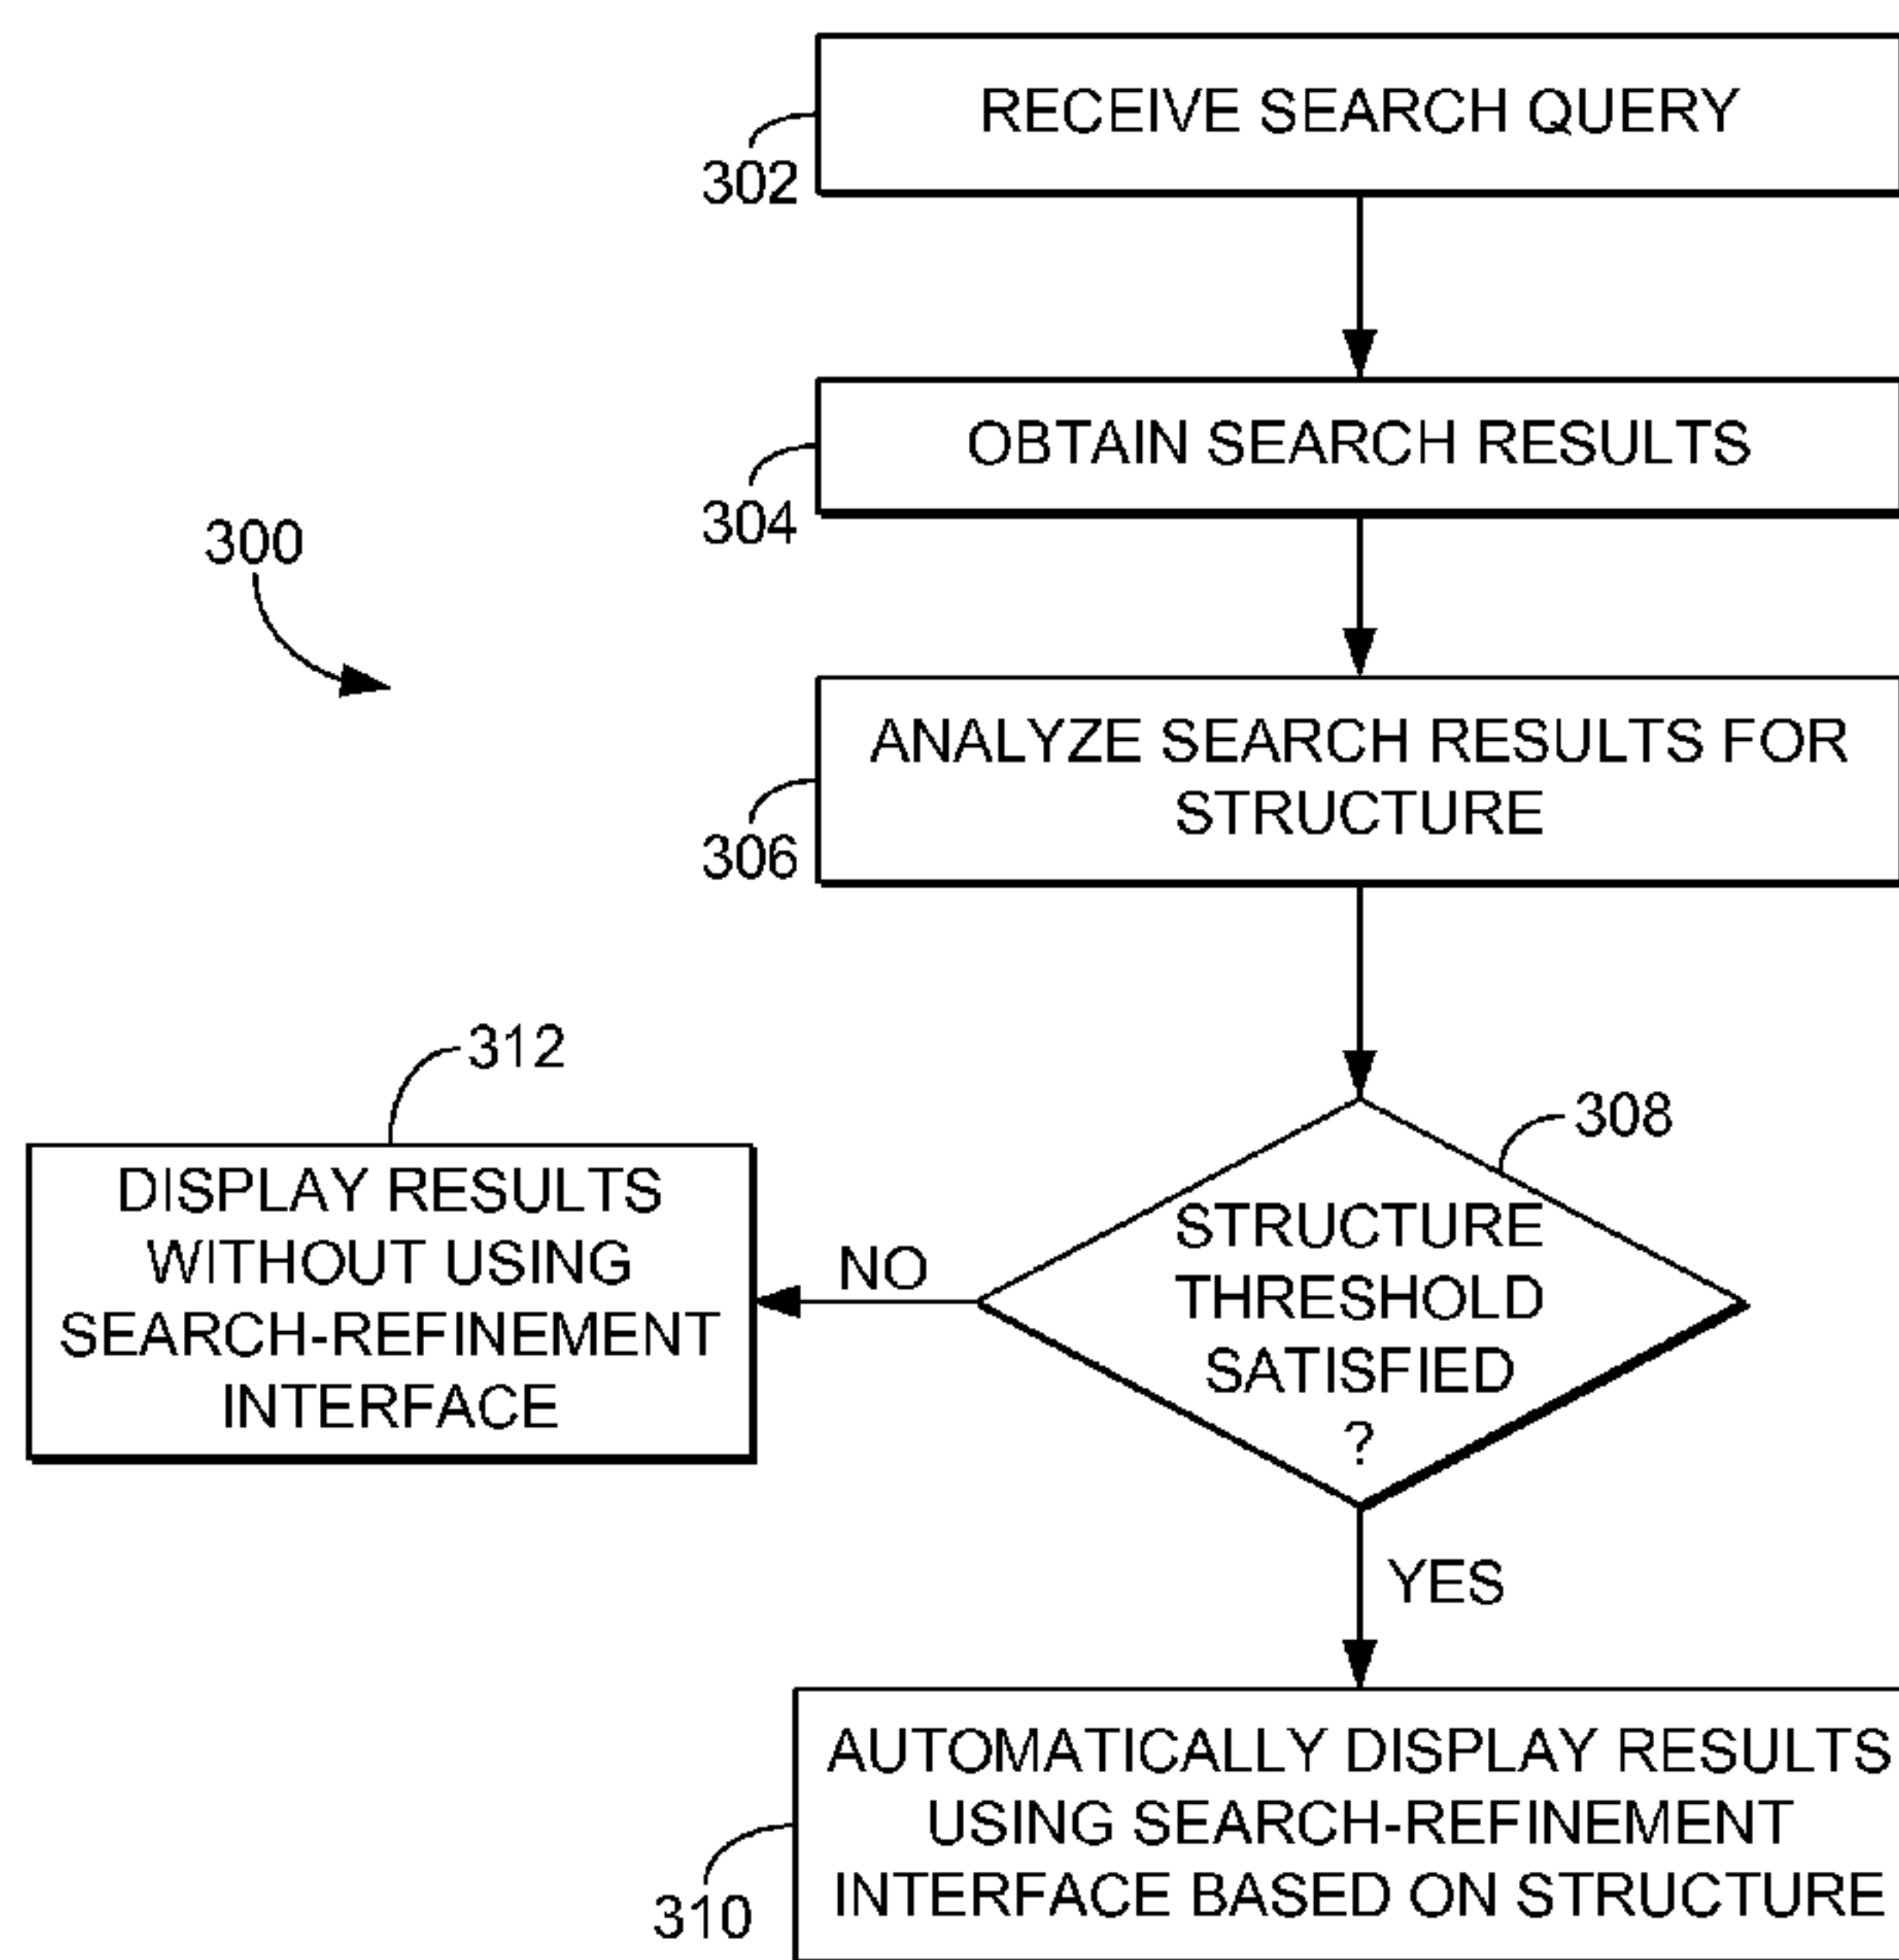 RECEIVE SEARCH QUERY
302
OBTAIN SEARCH RESULTS
304
300
ANALYZE SEARCH RESULTS FOR
STRUCTURE
306
312
308
DISPLAY RESULTS
WITHOUT USING
SEARCH-REFINEMENT
INTERFACE
NO
STRUCTURE
THRESHOLD
SATISFIED
?
YES
AUTOMATICALLY DISPLAY RESULTS
USING SEARCH-REFINEMENT
INTERFACE BASED ON STRUCTURE
310